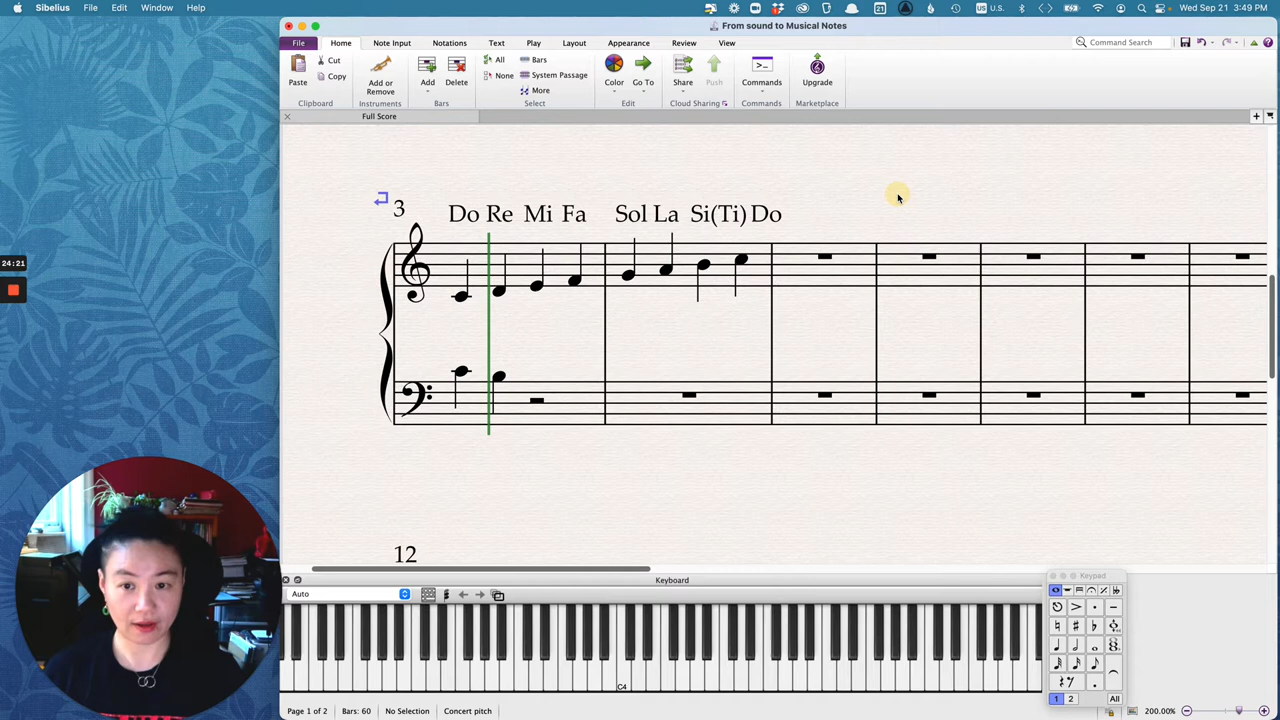 Sibelius File Edit Window Help
21 U.S. Wed Sep 21 3:49 PM
From sound to Musical Notes
File Home Note Input Notations Text Play Layout Appearance Review View Command Search
Paste Cut Copy Add or Remove Add Delete All None Bars System Passage More Color Go To Share Push Commands Upgrade
Clipboard Instruments Bars Select Edit Cloud Sharing Commands Marketplace
Full Score
3 Do Re Mi Fa Sol La Si(Ti) Do
24:21
12
Keyboard
Keypad
Auto
C4
1 2 All
Page 1 of 2 Bars: 60 No Selection Concert pitch 200.00%